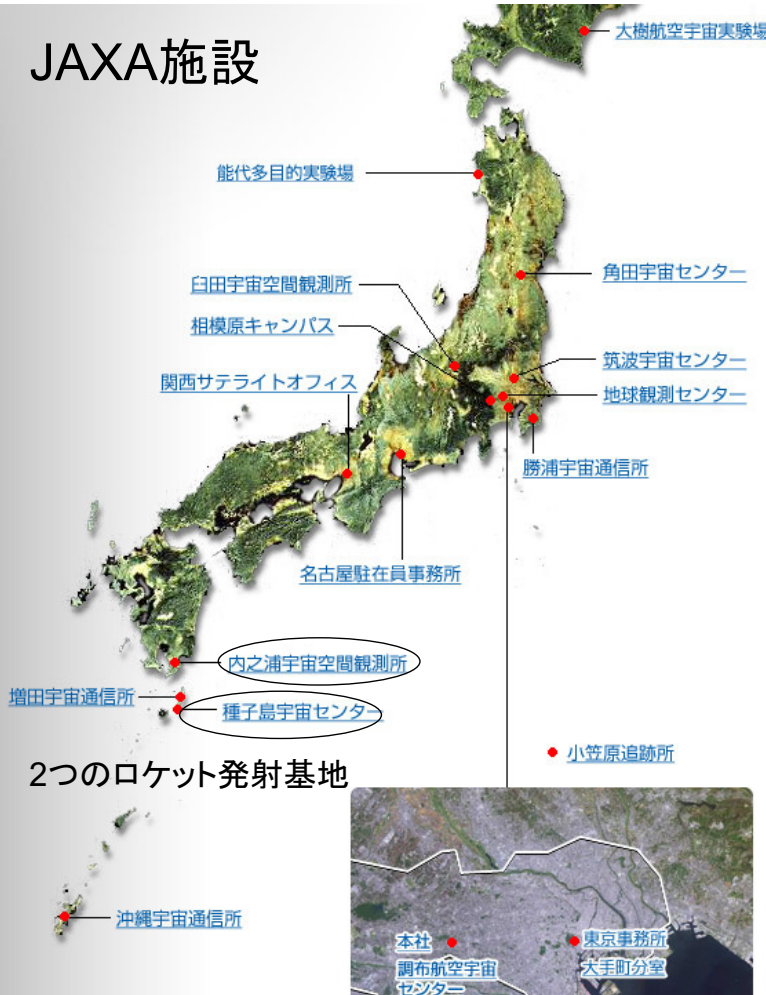 JAXA施設
大樹航空宇宙実験場
能代多目的実験場
角田宇宙センター
臼田宇宙空間観測所
相模原キャンパス
関西サテライトオフィス
筑波宇宙センター
地球観測センター
勝浦宇宙通信所
名古屋駐在員事務所
内之浦宇宙空間観測所
増田宇宙通信所
種子島宇宙センター
小笠原追跡所
2つのロケット発射基地
沖縄宇宙通信所
本社
調布航空宇宙
センター
東京事務所
大手町分室